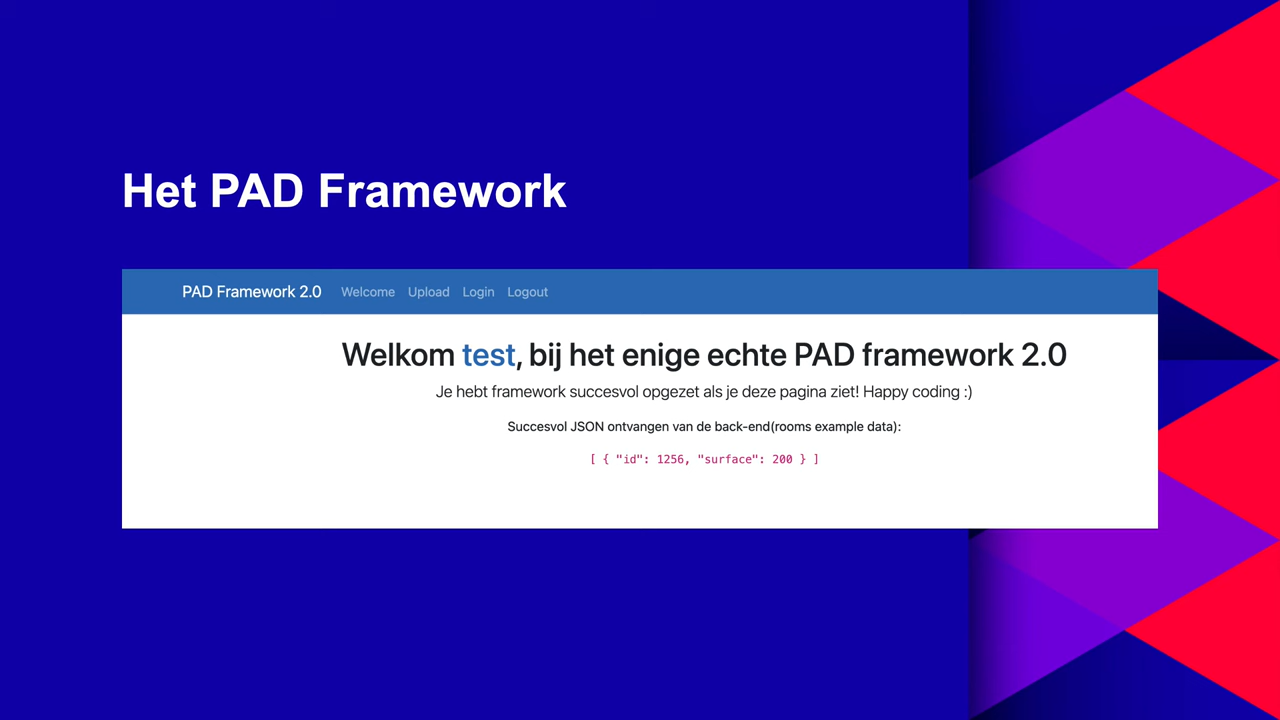 Het PAD Framework
PAD Framework 2.0 Welcome Upload Login Logout
Welkom test, bij het enige echte PAD framework 2.0
Je hebt framework succesvol opgezet als je deze pagina ziet! Happy coding :)
Succesvol JSON ontvangen van de back-end(rooms example data):
[ { "id": 1256, "surface": 200 } ]